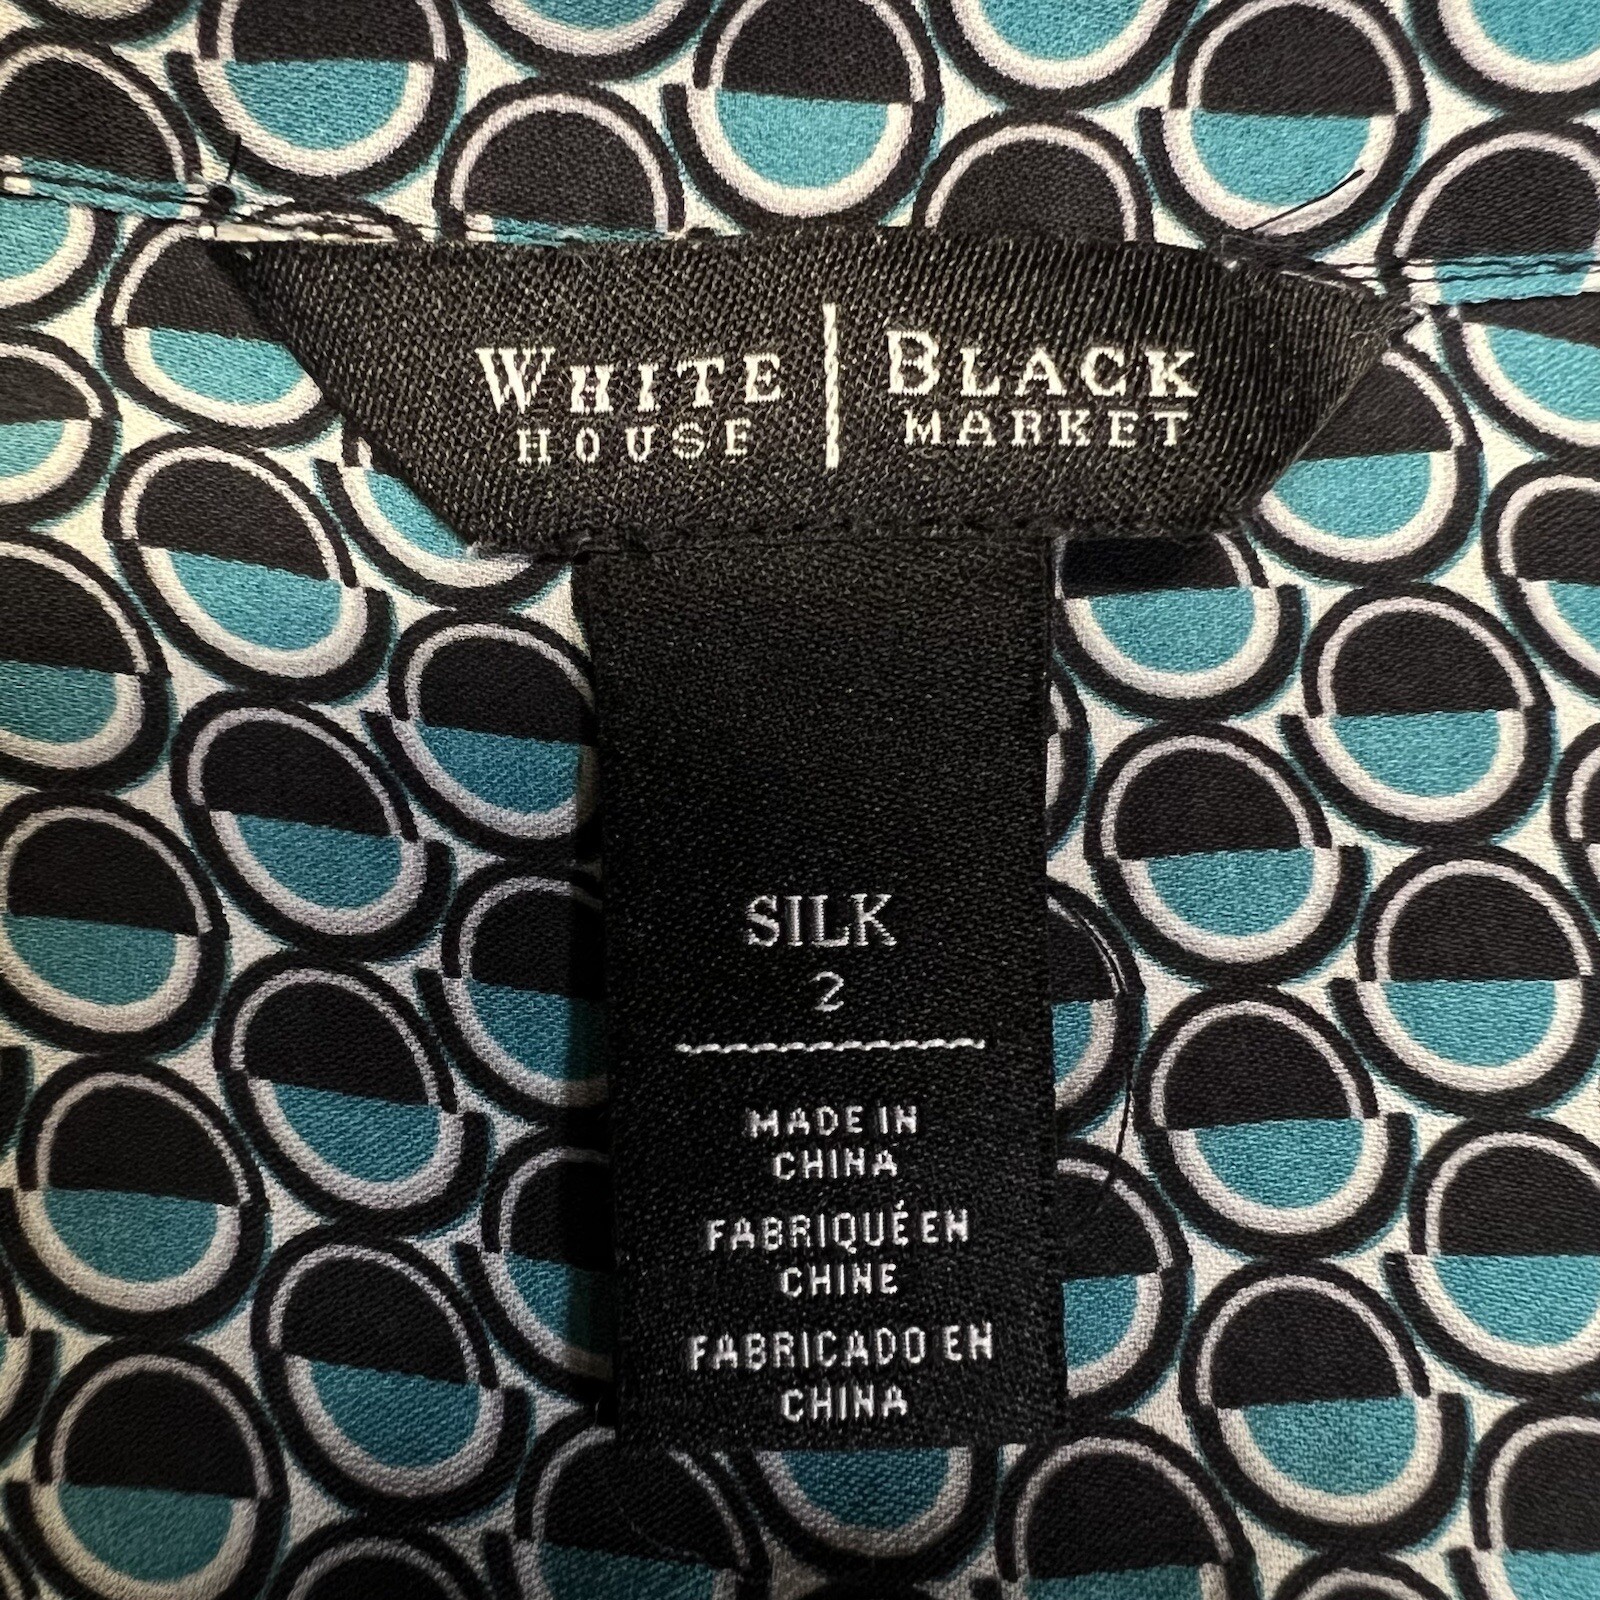 WHITE | BLACK
HOUSE | MARKET
SILK
2
MADE IN
CHINA
FABRIQUÉ EN
CHINE
FABRICADO EN
CHINA